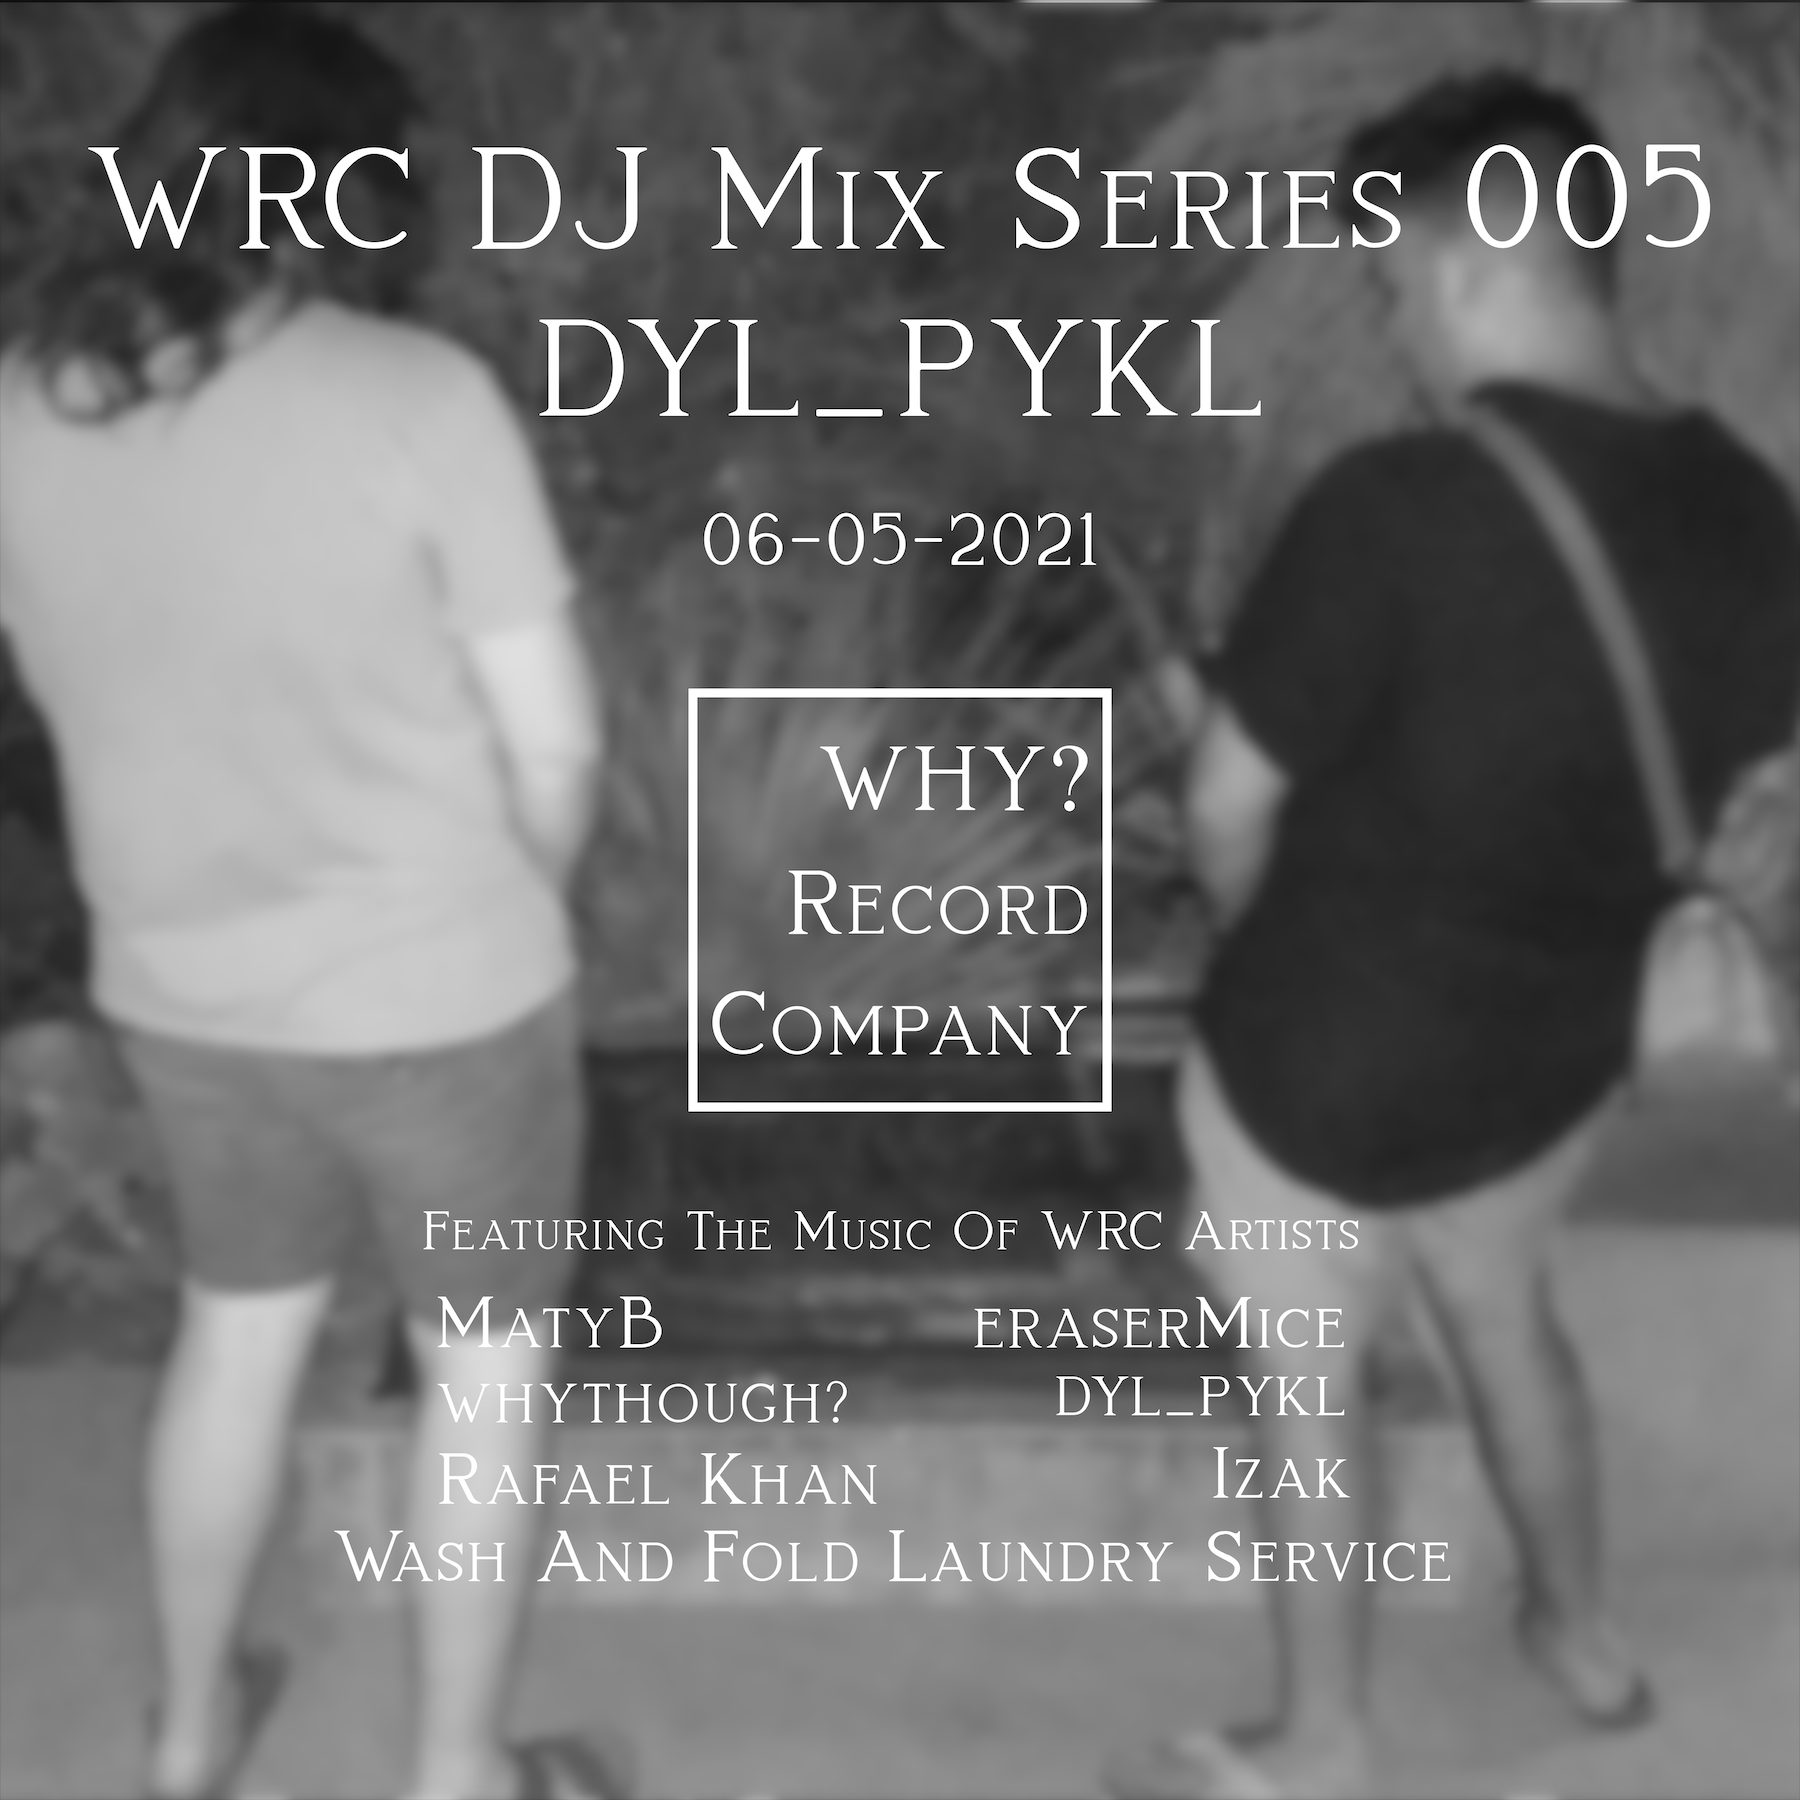 WRC DJ Mix Series 005
DYL_PYKL
06-05-2021
WHY?
Record
Company
Featuring The Music Of WRC Artists
MatyB
eraserMice
whythough?
DYL_PYKL
Rafael Khan
Izak
Wash And Fold Laundry Service